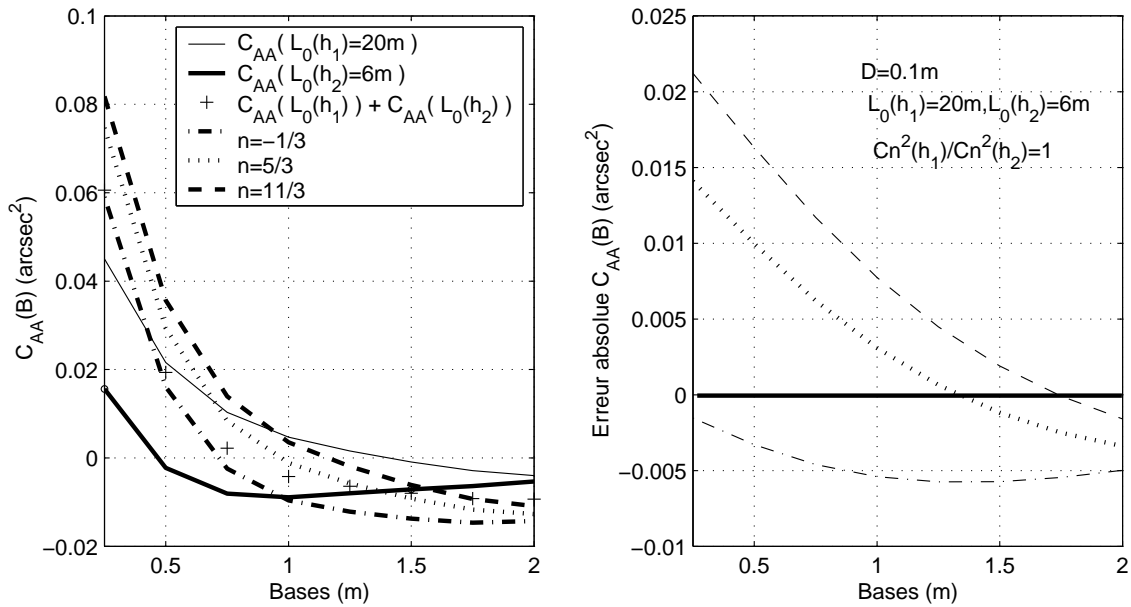 0.1
0.08
0.06
0.04
0.02
0
−0.02
C_AA(B) (arcsec²)
C_AA( L_0(h_1)=20m )
C_AA( L_0(h_2)=6m )
C_AA( L_0(h_1) ) + C_AA( L_0(h_2) )
n=−1/3
n=5/3
n=11/3
0.5 1 1.5 2
Bases (m)
0.025
0.02
0.015
0.01
0.005
0
−0.005
−0.01
Erreur absolue C_AA(B) (arcsec²)
D=0.1m
L_0(h_1)=20m,L_0(h_2)=6m
Cn²(h_1)/Cn²(h_2)=1
0.5 1 1.5 2
Bases (m)